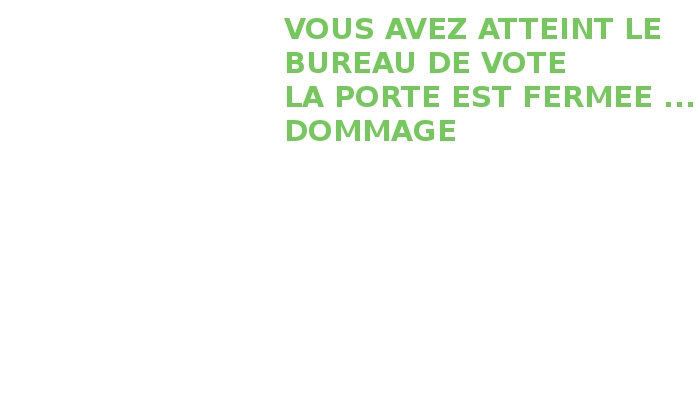 VOUS AVEZ ATTEINT LE
BUREAU DE VOTE
LA PORTE EST FERMEE ...
DOMMAGE